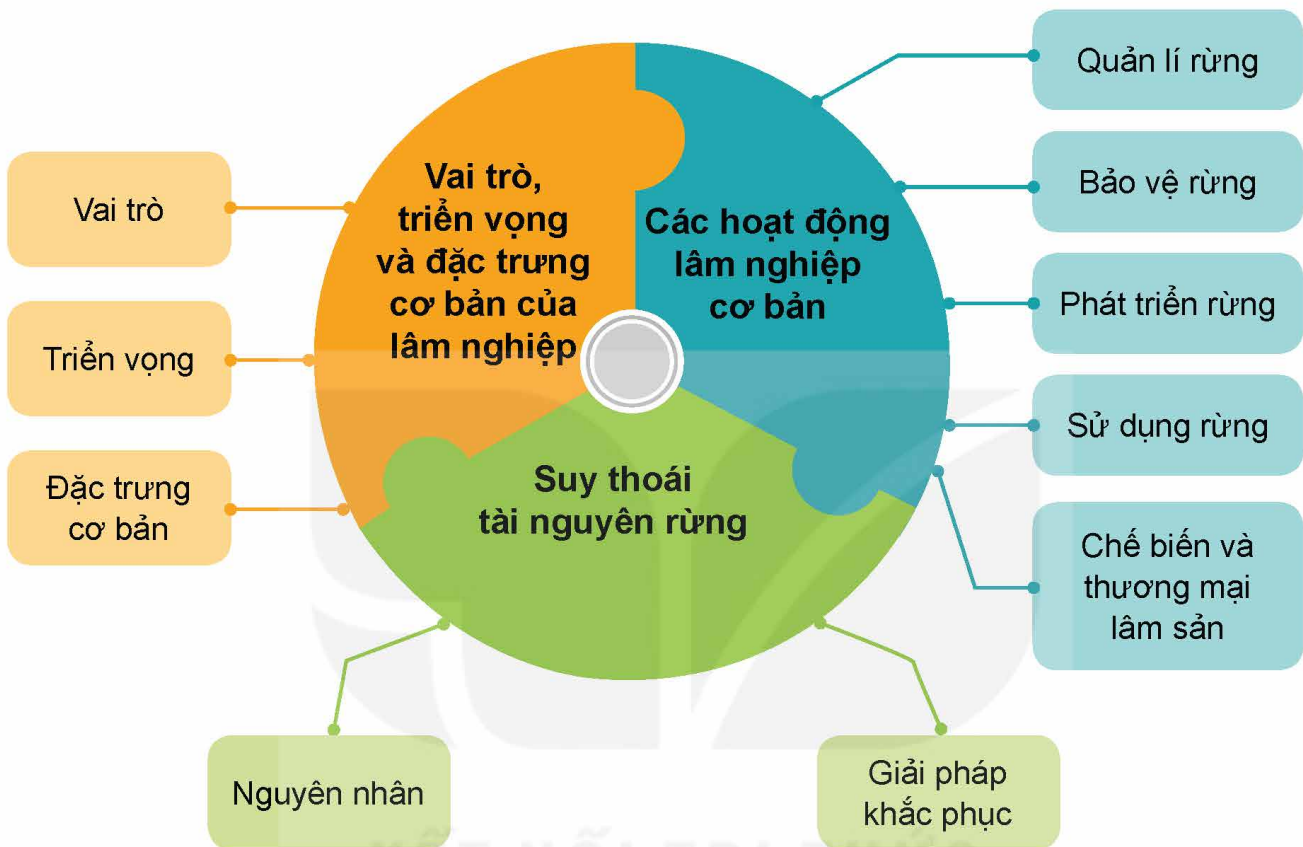 Vai trò,
triển vọng
và đặc trưng
cơ bản của
lâm nghiệp
Vai trò
Triển vọng
Đặc trưng
cơ bản
Các hoạt động
lâm nghiệp
cơ bản
Quản lí rừng
Bảo vệ rừng
Phát triển rừng
Sử dụng rừng
Chế biến và
thương mại
lâm sản
Suy thoái
tài nguyên rừng
Nguyên nhân
Giải pháp
khắc phục